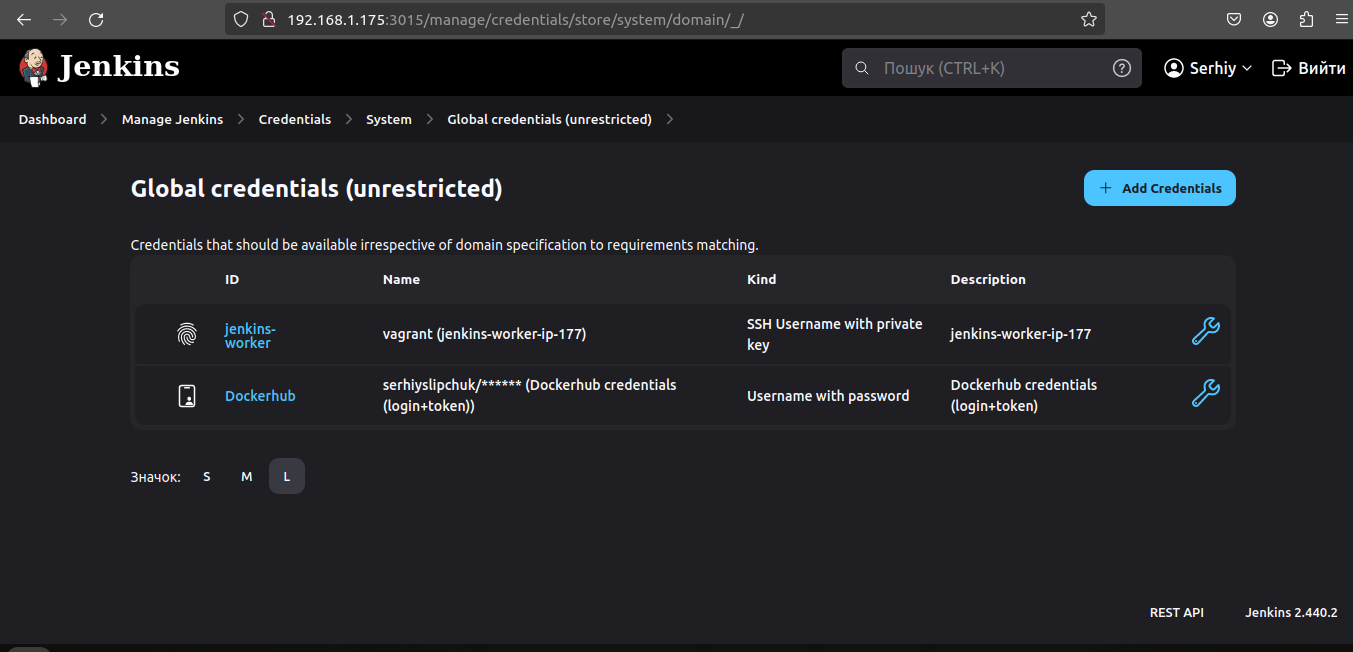 192.168.1.175:3015/manage/credentials/store/system/domain/_/
Jenkins
Пошук (CTRL+K)
Serhiy
Вийти
Dashboard > Manage Jenkins > Credentials > System > Global credentials (unrestricted) >
Global credentials (unrestricted)
+ Add Credentials
Credentials that should be available irrespective of domain specification to requirements matching.
ID Name Kind Description
jenkins-
worker
vagrant (jenkins-worker-ip-177)
SSH Username with private
key
jenkins-worker-ip-177
Dockerhub
serhiyslipchuk/****** (Dockerhub credentials
(login+token))
Username with password
Dockerhub credentials
(login+token)
Значок: S M L
REST API Jenkins 2.440.2